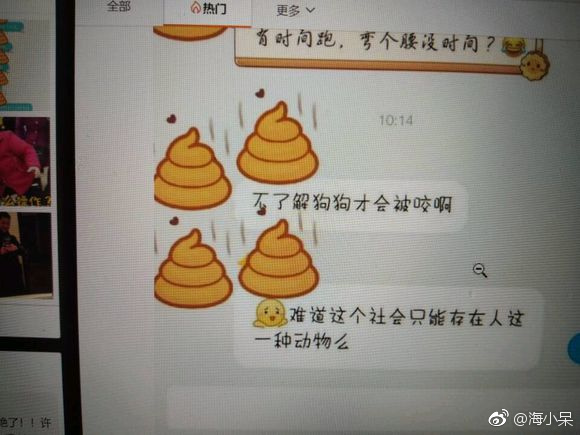 全部
热门
更多
有时间跑，弯个腰没时间？
10:14
不了解狗狗才会被咬啊
难道这个社会只能存在人这
一种动物么
绝了！！许
@海小呆